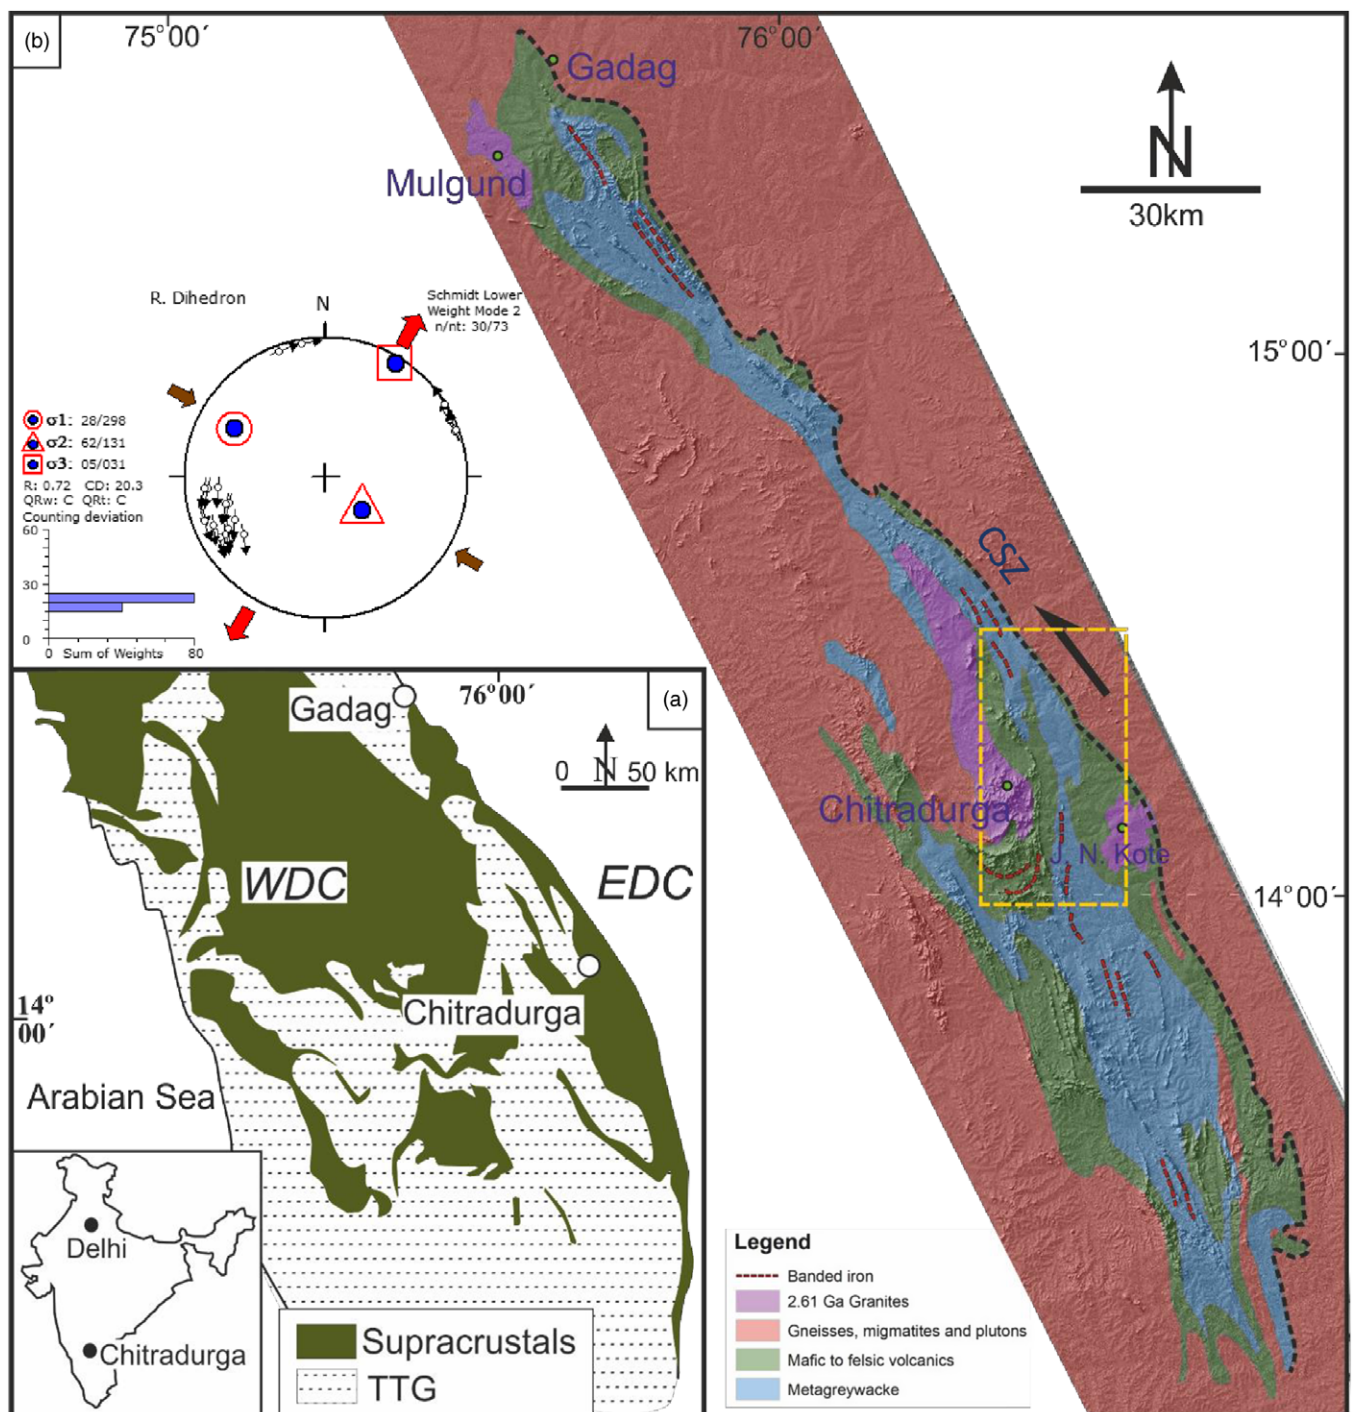 (b)
75°00′
76°00′
Gadag
Mulgund
N
30km
R. Dihedron
N
Schmidt Lower
Weight Mode 2
n/nt: 30/73
15°00′
σ1: 28/298
σ2: 62/131
σ3: 05/031
R: 0.72 CD: 20.3
QRw: C QRt: C
Counting deviation
60
30
0
0 Sum of Weights 80
CSZ
Chitradurga
J. N. Kote
14°00′
(a)
76°00′
Gadag
0 N 50 km
WDC
EDC
Chitradurga
14°
00′
Arabian Sea
Delhi
Chitradurga
Supracrustals
TTG
Legend
Banded iron
2.61 Ga Granites
Gneisses, migmatites and plutons
Mafic to felsic volcanics
Metagreywacke